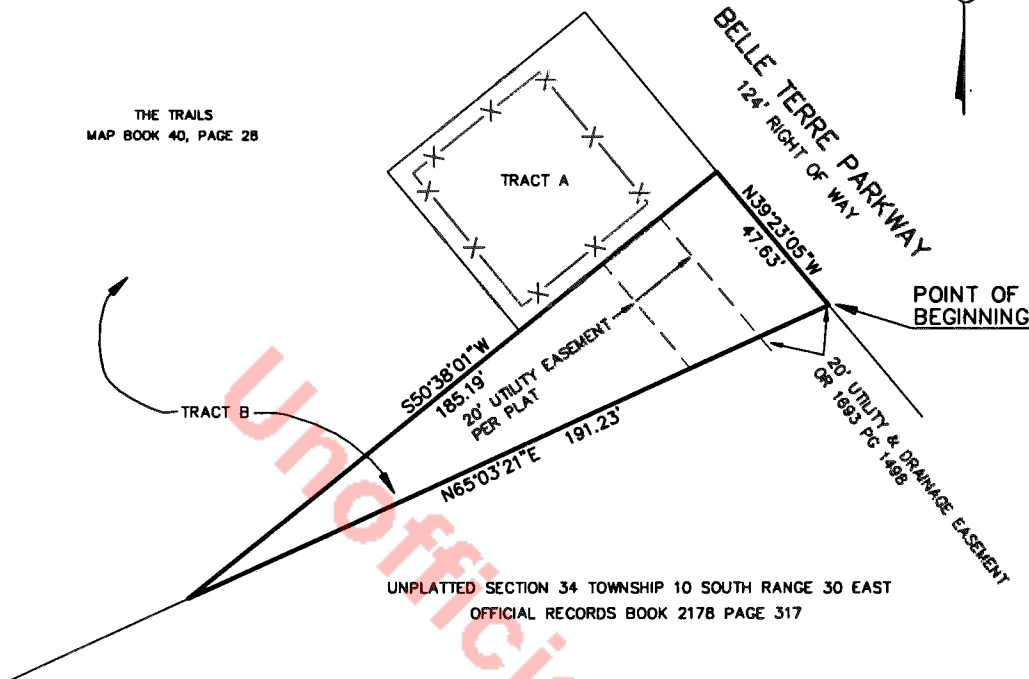 BELLE TERRE PARKWAY
124' RIGHT OF WAY
THE TRAILS
MAP BOOK 40, PAGE 28
TRACT A
N39°23'05"W
47.63'
POINT OF
BEGINNING
S50°38'01"W
185.19'
20' UTILITY EASEMENT
PER PLAT
20' UTILITY & DRAINAGE EASEMENT
OR 1693 PG 1498
TRACT B
N65°03'21"E 191.23'
UNPLATTED SECTION 34 TOWNSHIP 10 SOUTH RANGE 30 EAST
OFFICIAL RECORDS BOOK 2178 PAGE 317
Unoffici